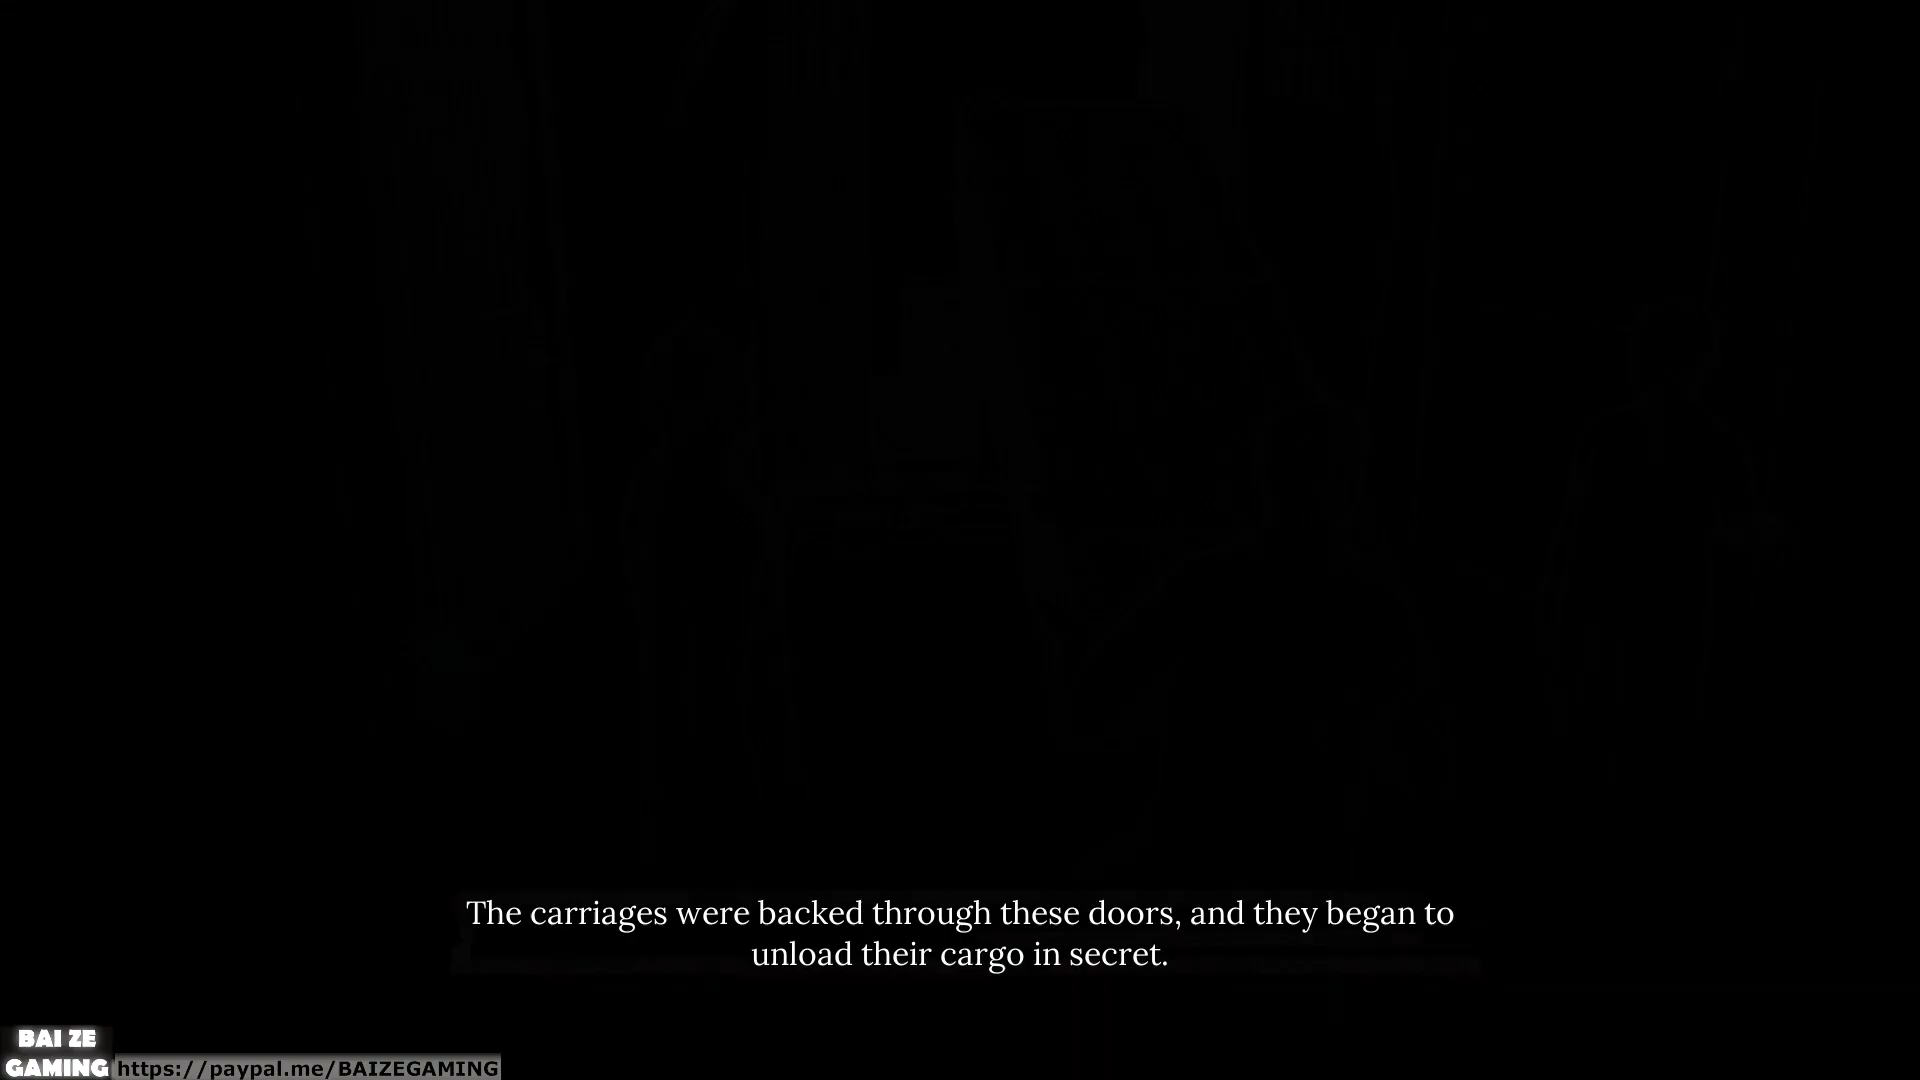 The carriages were backed through these doors, and they began to
unload their cargo in secret.
BAI ZE
GAMING https://paypal.me/BAIZEGAMING